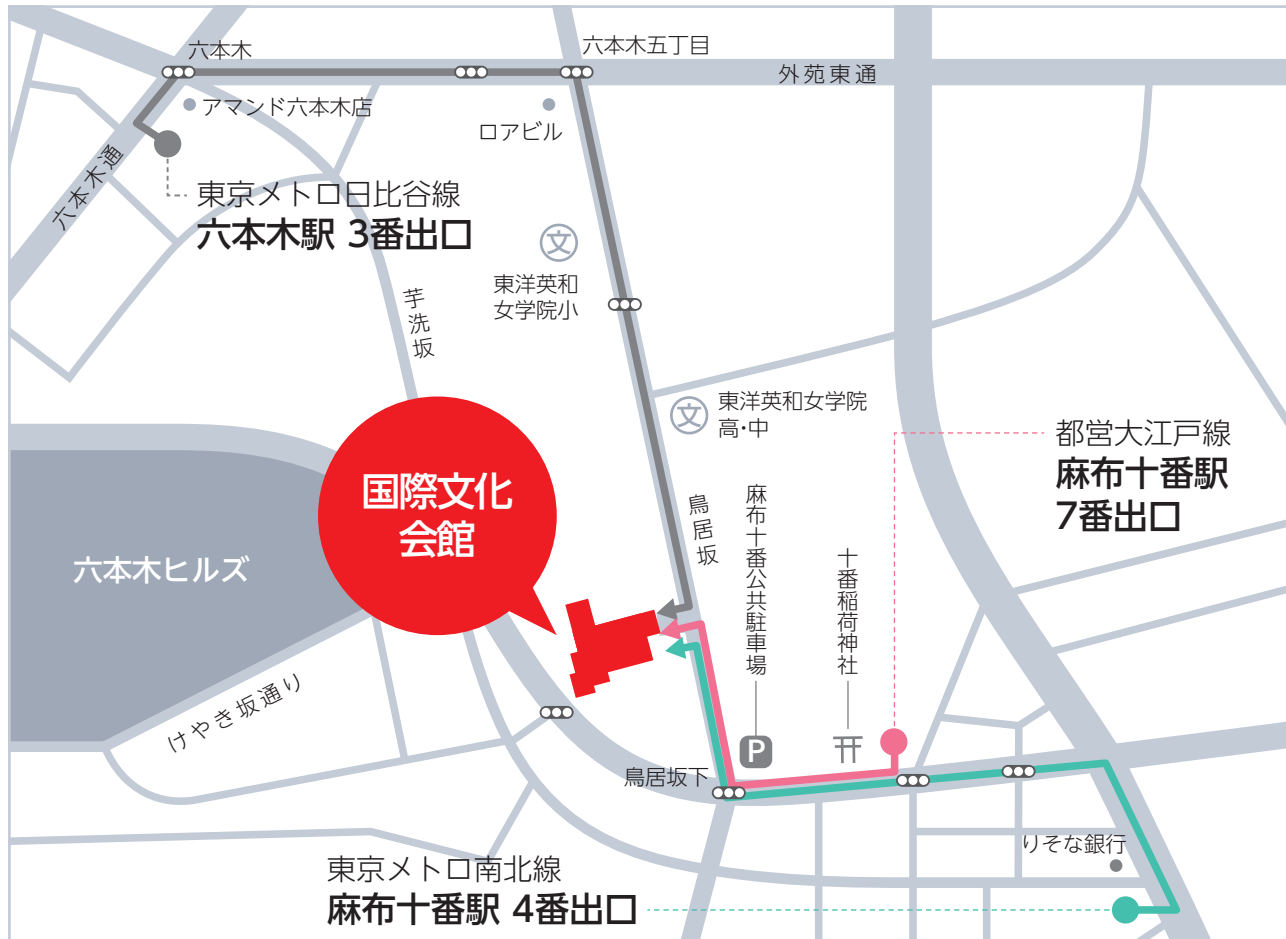 六本木
六本木五丁目
外苑東通
アマンド六本木店
ロアビル
六本木通
東京メトロ日比谷線
六本木駅 3番出口
文
東洋英和
女学院小
芋洗坂
文
東洋英和女学院
高・中
都営大江戸線
麻布十番駅
7番出口
国際文化
会館
鳥居坂
麻布十番公共駐車場
十番稲荷神社
六本木ヒルズ
けやき坂通り
P
鳥居坂下
りそな銀行
東京メトロ南北線
麻布十番駅 4番出口